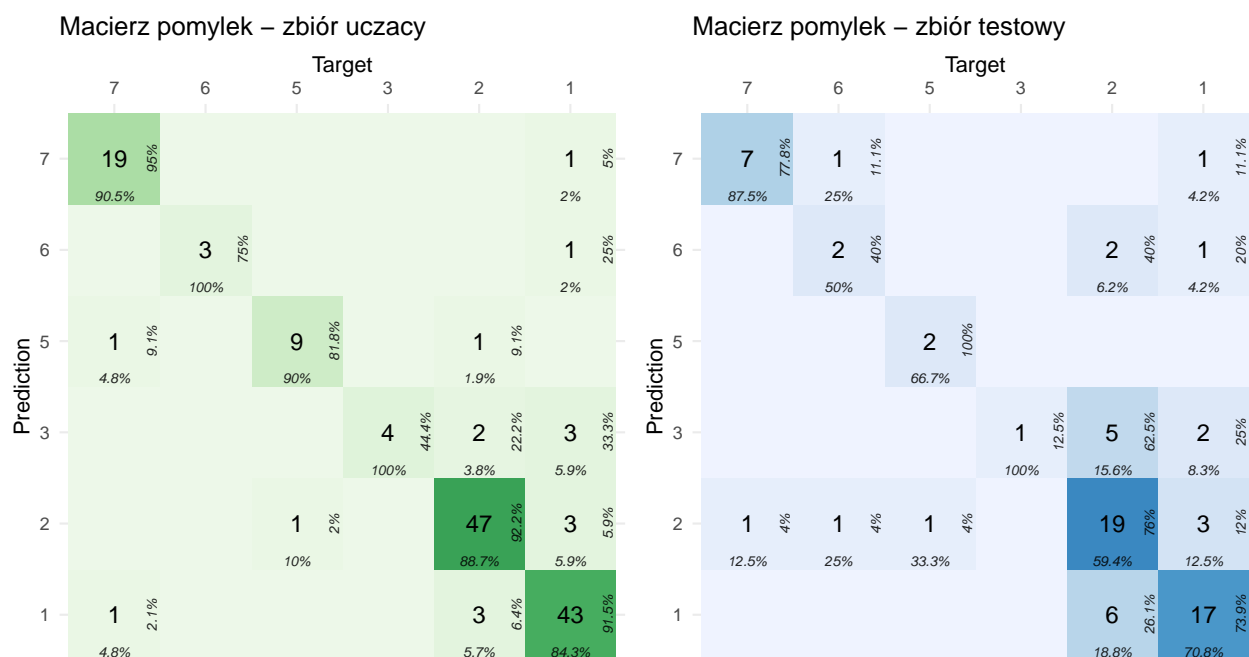 Macierz pomylek – zbiór uczacy
Target
7 6 5 3 2 1
Prediction
7 19 95% 1 5%
90.5% 2%
6 3 75% 1 25%
100% 2%
5 1 9.1% 9 81.8% 1 9.1%
4.8% 90% 1.9%
3 4 44.4% 2 22.2% 3 33.3%
100% 3.8% 5.9%
2 1 2% 47 92.2% 3 5.9%
10% 88.7% 5.9%
1 1 2.1% 3 6.4% 43 91.5%
4.8% 5.7% 84.3%
Macierz pomylek – zbiór testowy
Target
7 6 5 3 2 1
Prediction
7 7 77.8% 1 11.1% 1 11.1%
87.5% 25% 4.2%
6 2 40% 2 40% 1 20%
50% 6.2% 4.2%
5 2 100%
66.7%
3 1 12.5% 5 62.5% 2 25%
100% 15.6% 8.3%
2 1 4% 1 4% 1 4% 19 76% 3 12%
12.5% 25% 33.3% 59.4% 12.5%
1 6 26.1% 17 73.9%
18.8% 70.8%